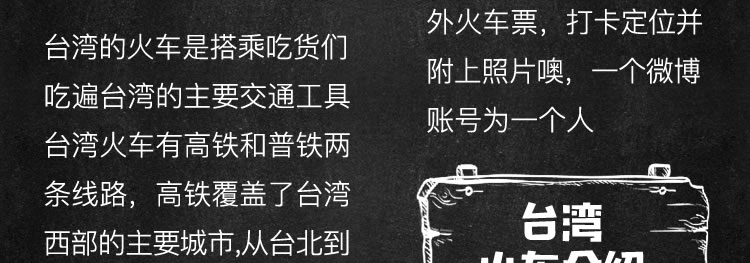 台湾的火车是搭乘吃货们
吃遍台湾的主要交通工具
台湾火车有高铁和普铁两
条线路，高铁覆盖了台湾
西部的主要城市,从台北到
外火车票，打卡定位并
附上照片噢，一个微博
账号为一个人
台湾
火车介绍